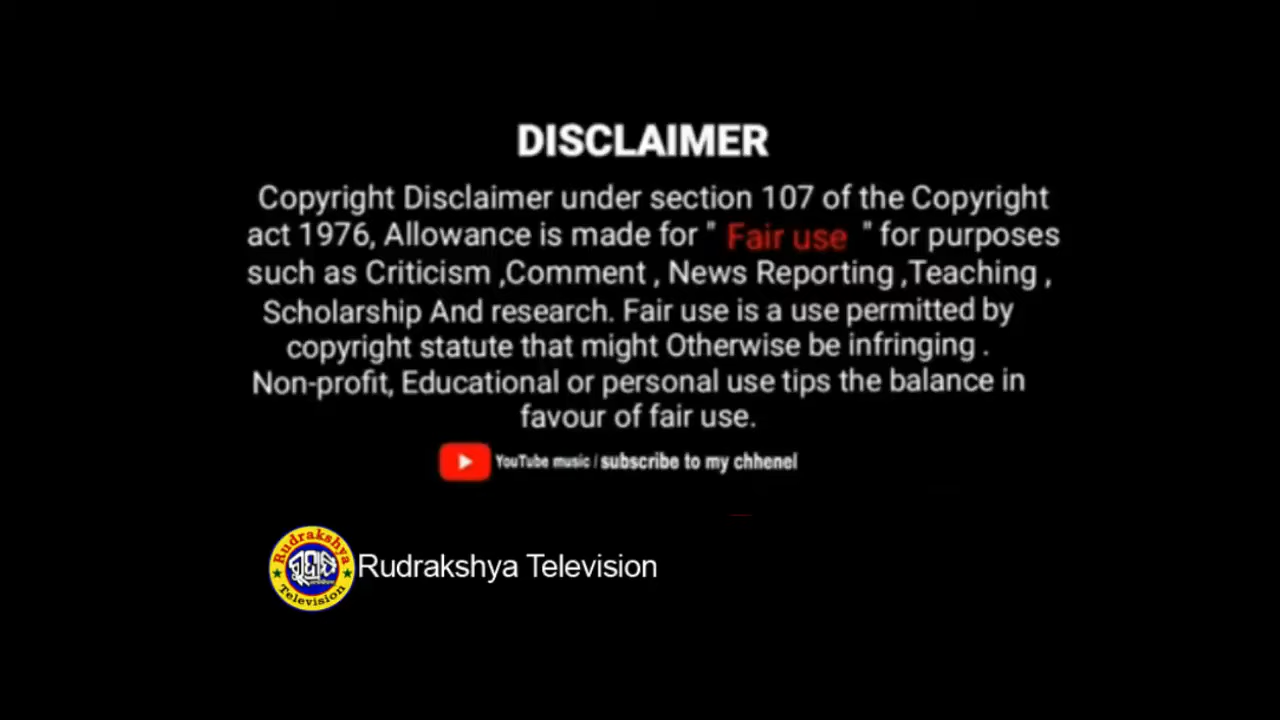 DISCLAIMER
Copyright Disclaimer under section 107 of the Copyright
act 1976, Allowance is made for " Fair use " for purposes
such as Criticism ,Comment , News Reporting ,Teaching ,
Scholarship And research. Fair use is a use permitted by
copyright statute that might Otherwise be infringing .
Non-profit, Educational or personal use tips the balance in
favour of fair use.
YouTube music / subscribe to my chhenel
Rudrakshya
Television
Rudrakshya Television